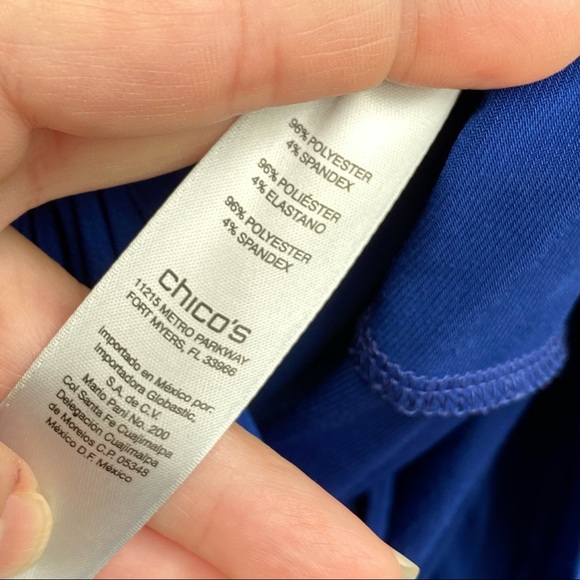 96% POLYESTER
4% SPANDEX
96% POLIÉSTER
4% ELASTANO
96% POLYESTER
4% SPANDEX
chico's
11215 METRO PARKWAY
FORT MYERS, FL 33966
Importado en México por:
Importadora Globastic,
S.A. de C.V.
Mario Pani No. 200
Col. Santa Fe Cuajimalpa
Delegación Cuajimalpa
de Morelos C.P. 05348
México D.F. México